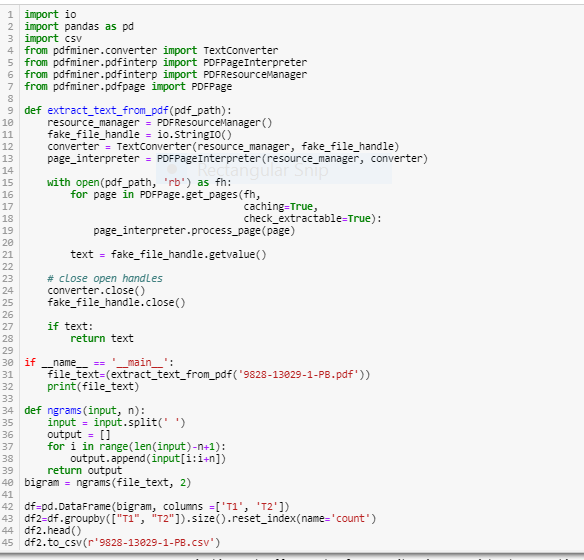 1 import io
2 import pandas as pd
3 import csv
4 from pdfminer.converter import TextConverter
5 from pdfminer.pdfinterp import PDFPageInterpreter
6 from pdfminer.pdfinterp import PDFResourceManager
7 from pdfminer.pdfpage import PDFPage
8
9 def extract_text_from_pdf(pdf_path):
10     resource_manager = PDFResourceManager()
11     fake_file_handle = io.StringIO()
12     converter = TextConverter(resource_manager, fake_file_handle)
13     page_interpreter = PDFPageInterpreter(resource_manager, converter)
14
Rectangular Snip
15     with open(pdf_path, 'rb') as fh:
16         for page in PDFPage.get_pages(fh,
17                                       caching=True,
18                                       check_extractable=True):
19             page_interpreter.process_page(page)
20
21         text = fake_file_handle.getvalue()
22
23     # close open handles
24     converter.close()
25     fake_file_handle.close()
26
27     if text:
28         return text
29
30 if __name__ == '__main__':
31     file_text=(extract_text_from_pdf('9828-13029-1-PB.pdf'))
32     print(file_text)
33
34 def ngrams(input, n):
35     input = input.split(' ')
36     output = []
37     for i in range(len(input)-n+1):
38         output.append(input[i:i+n])
39     return output
40 bigram = ngrams(file_text, 2)
41
42 df=pd.DataFrame(bigram, columns =['T1', 'T2'])
43 df2=df.groupby(["T1", "T2"]).size().reset_index(name='count')
44 df2.head()
45 df2.to_csv(r'9828-13029-1-PB.csv')